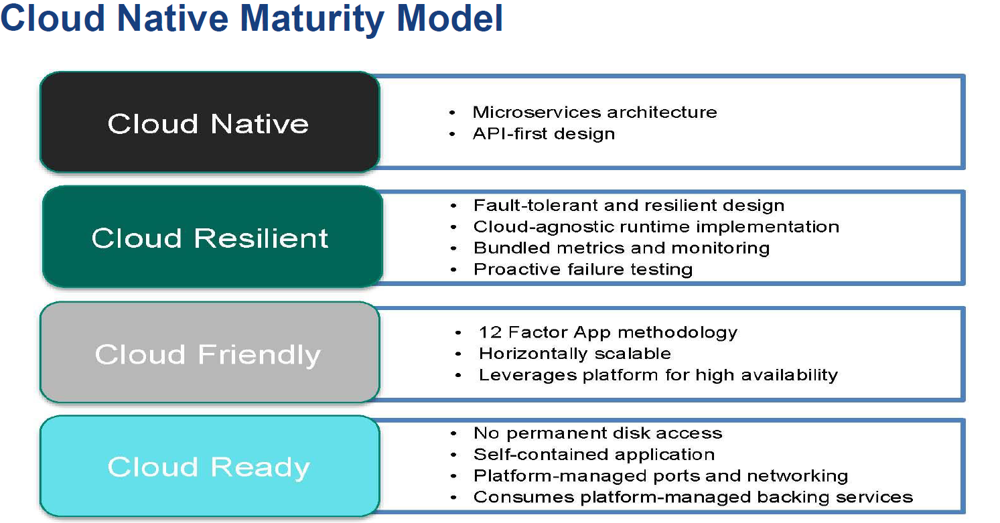 Cloud Native Maturity Model
Cloud Native
• Microservices architecture
• API-first design
Cloud Resilient
• Fault-tolerant and resilient design
• Cloud-agnostic runtime implementation
• Bundled metrics and monitoring
• Proactive failure testing
Cloud Friendly
• 12 Factor App methodology
• Horizontally scalable
• Leverages platform for high availability
Cloud Ready
• No permanent disk access
• Self-contained application
• Platform-managed ports and networking
• Consumes platform-managed backing services